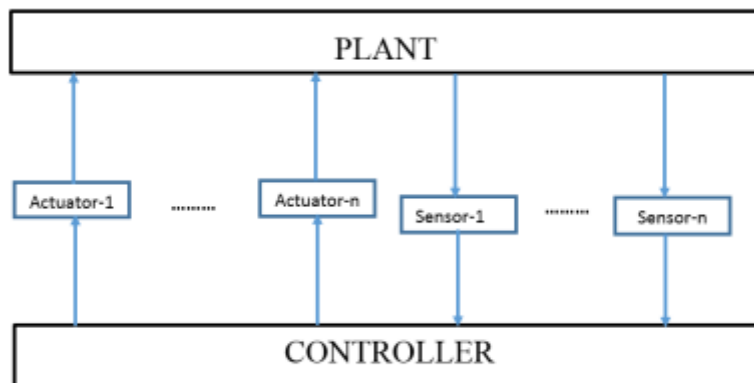 PLANT
Actuator-1
.........
Actuator-n
Sensor-1
.........
Sensor-n
CONTROLLER